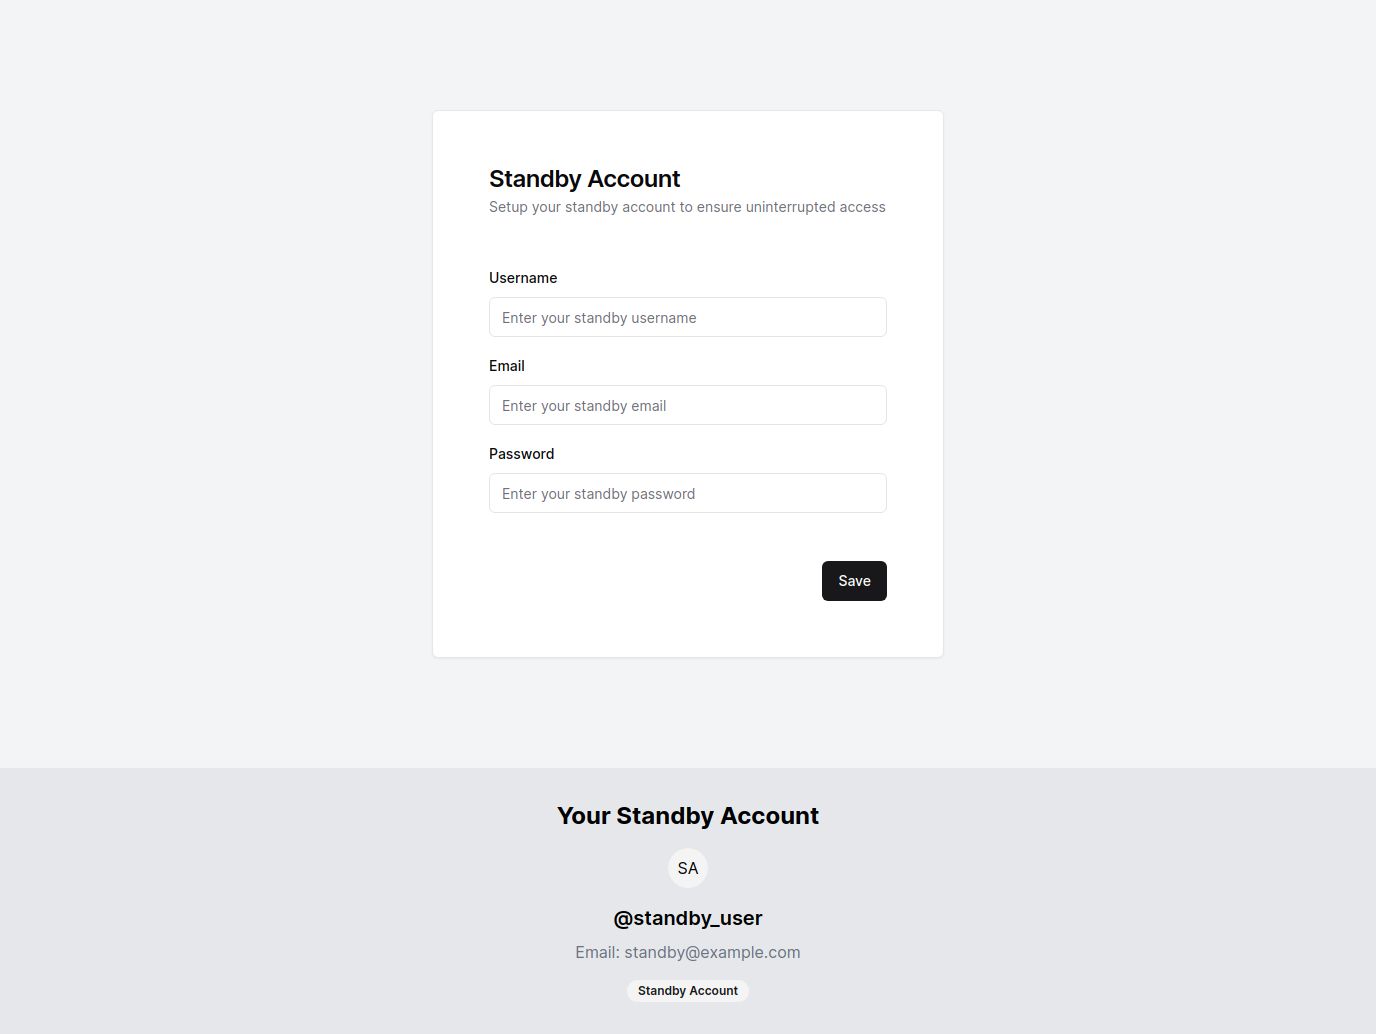 Standby Account
Setup your standby account to ensure uninterrupted access
Username
Enter your standby username
Email
Enter your standby email
Password
Enter your standby password
Save
Your Standby Account
SA
@standby_user
Email: standby@example.com
Standby Account